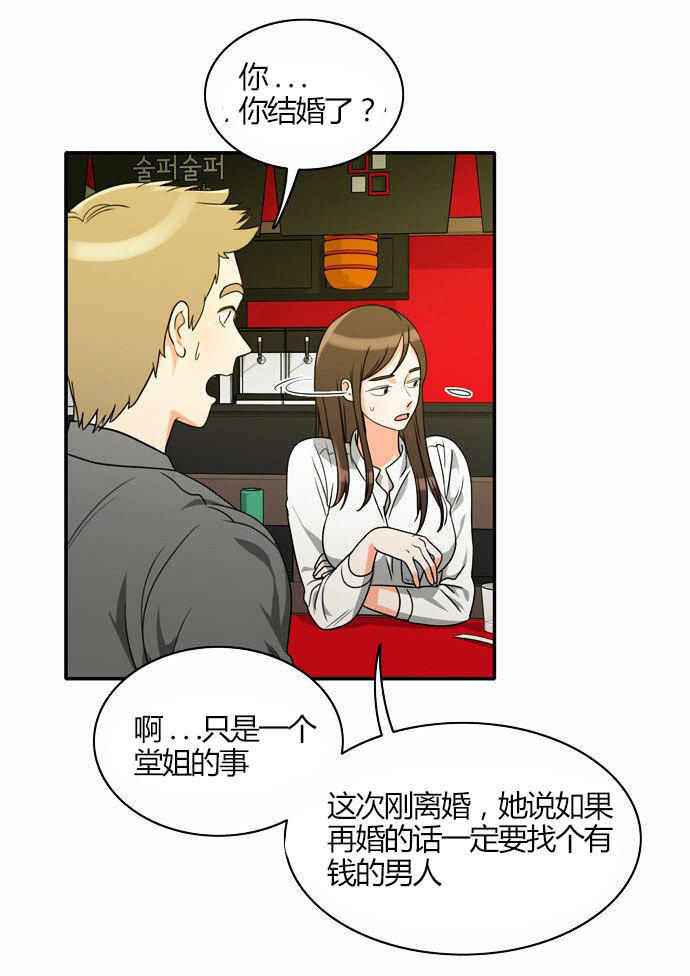 你...
你结婚了？
술퍼술퍼
啊...只是一个
堂姐的事
这次刚离婚，她说如果
再婚的话一定要找个有
钱的男人